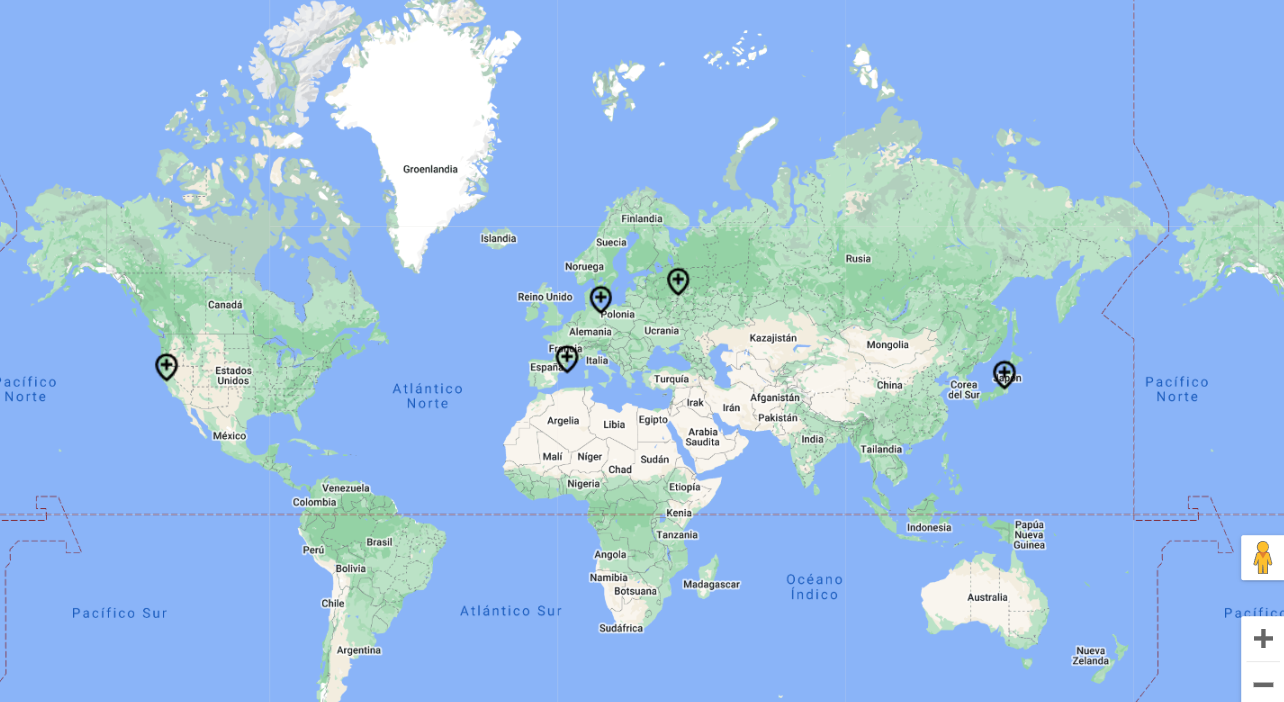 Groenlandia
Finlandia
Islandia
Suecia
Noruega
Rusia
Canadá
Reino Unido
Polonia
Alemania
Ucrania
Francia
Italia
España
Kazajistán
Mongolia
Estados
Unidos
Turquía
China
Corea
del Sur
Japón
Pacífico
Norte
Atlántico
Norte
Pacífico
Norte
Irak
Irán
Afganistán
Pakistán
Argelia
Libia
Egipto
Arabia
Saudita
India
México
Malí
Níger
Chad
Sudán
Tailandia
Venezuela
Colombia
Nigeria
Etiopía
Kenia
Indonesia
Papúa
Nueva
Guinea
Tanzania
Perú
Brasil
Bolivia
Angola
Namibia
Botsuana
Madagascar
Océano
Índico
Australia
Chile
Pacífico Sur
Atlántico Sur
Pacífico
Sudáfrica
Argentina
Nueva
Zelanda